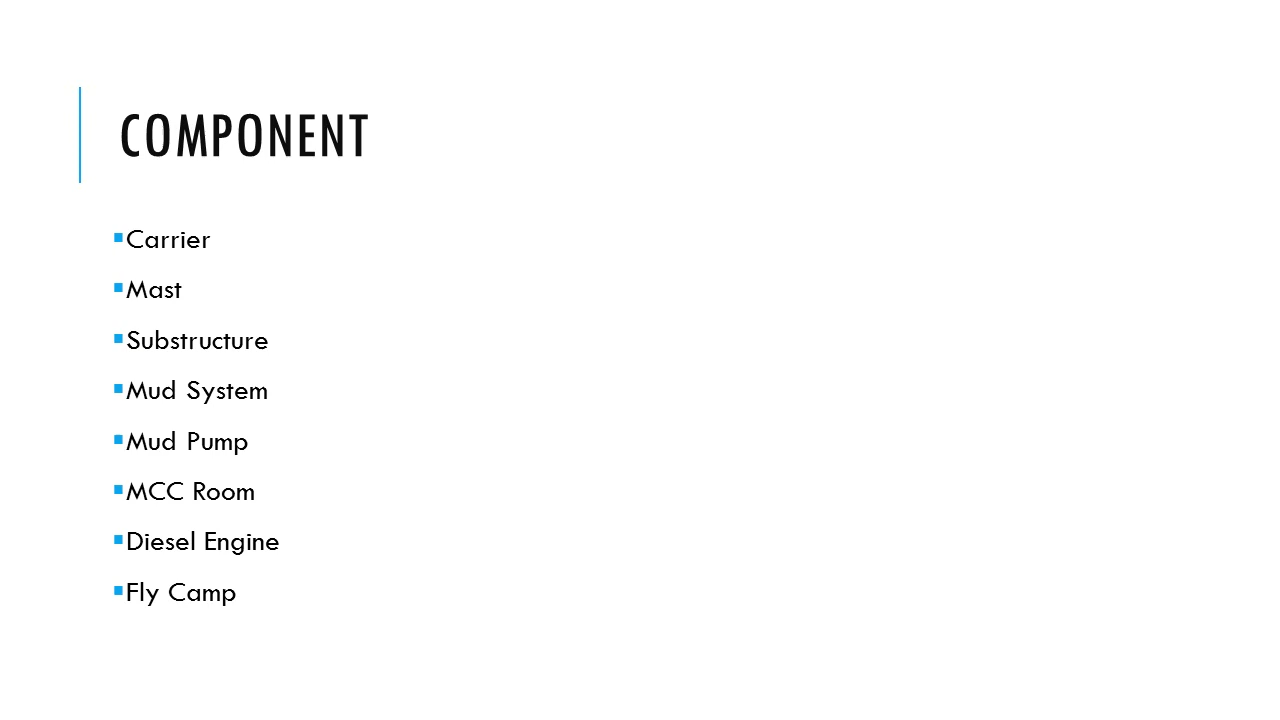 COMPONENT
▪Carrier
▪Mast
▪Substructure
▪Mud System
▪Mud Pump
▪MCC Room
▪Diesel Engine
▪Fly Camp